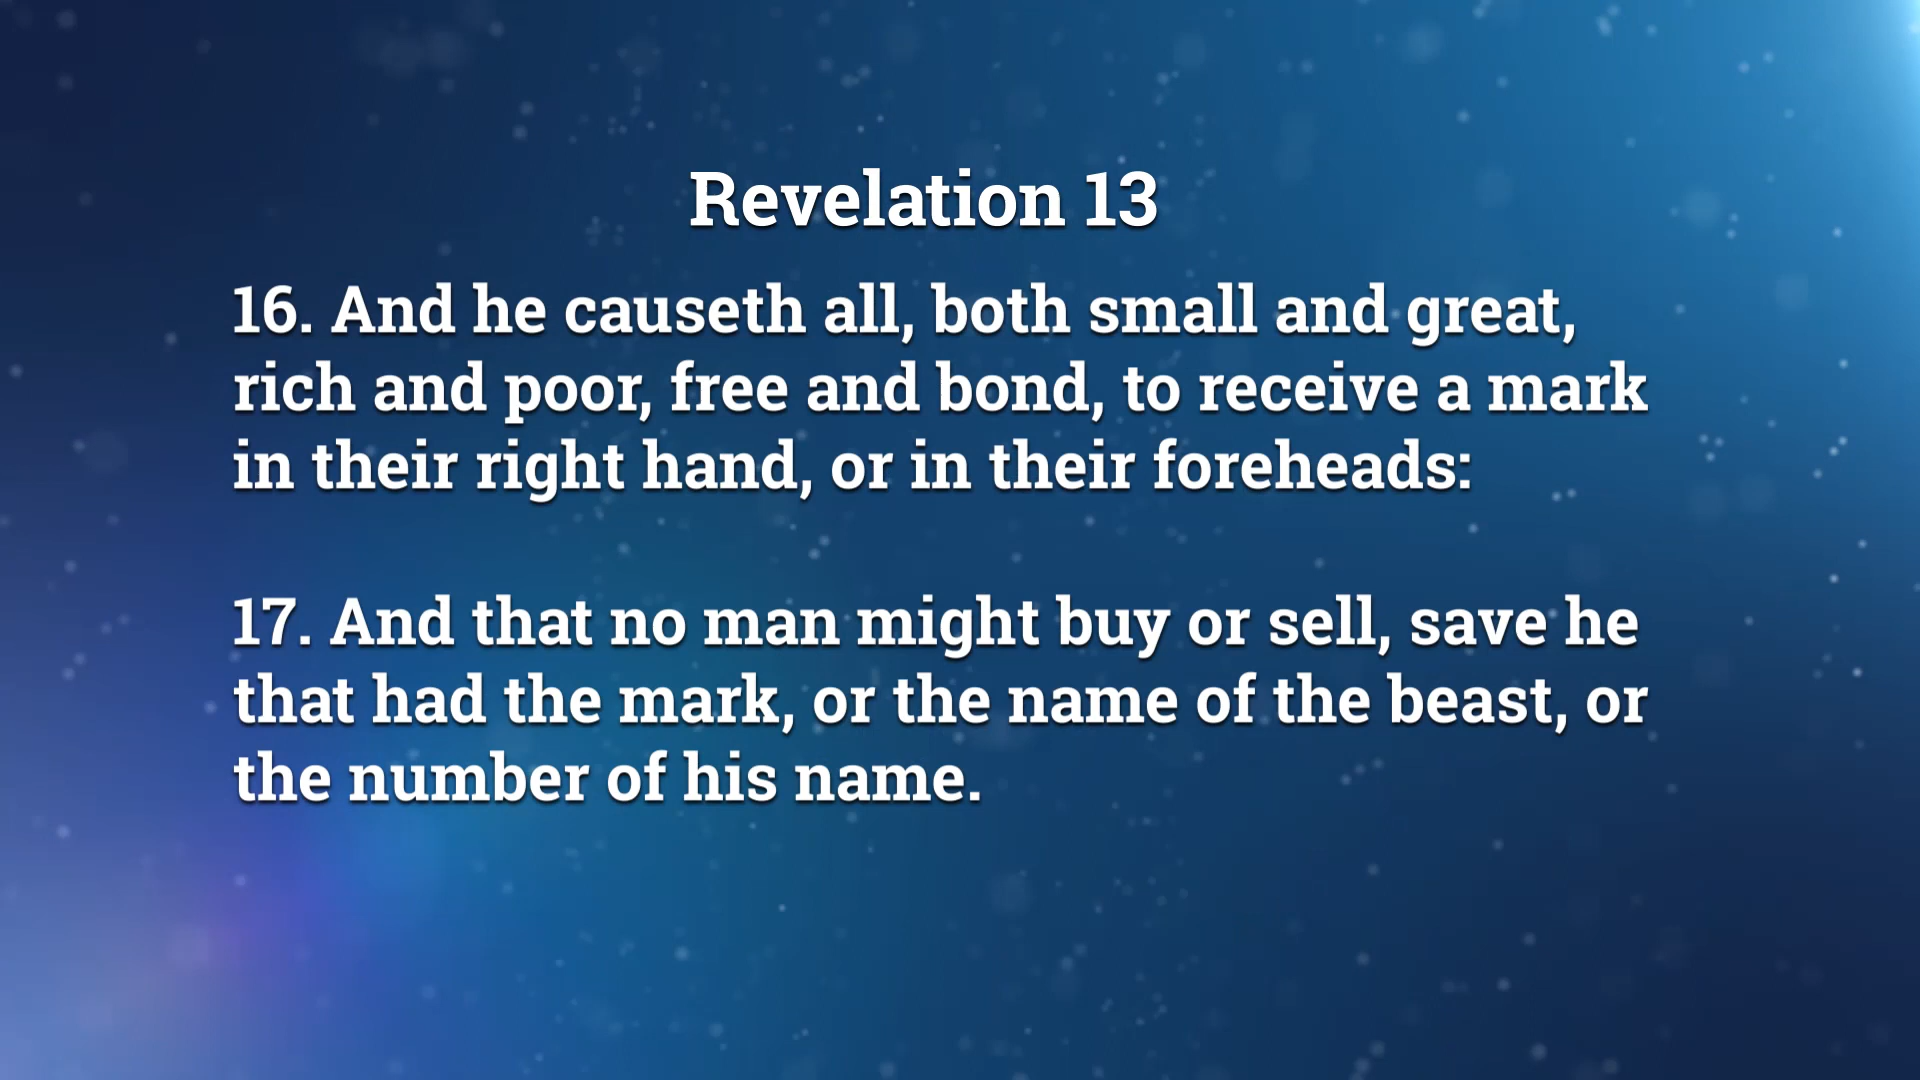 Revelation 13
16. And he causeth all, both small and great,
rich and poor, free and bond, to receive a mark
in their right hand, or in their foreheads:
17. And that no man might buy or sell, save he
that had the mark, or the name of the beast, or
the number of his name.